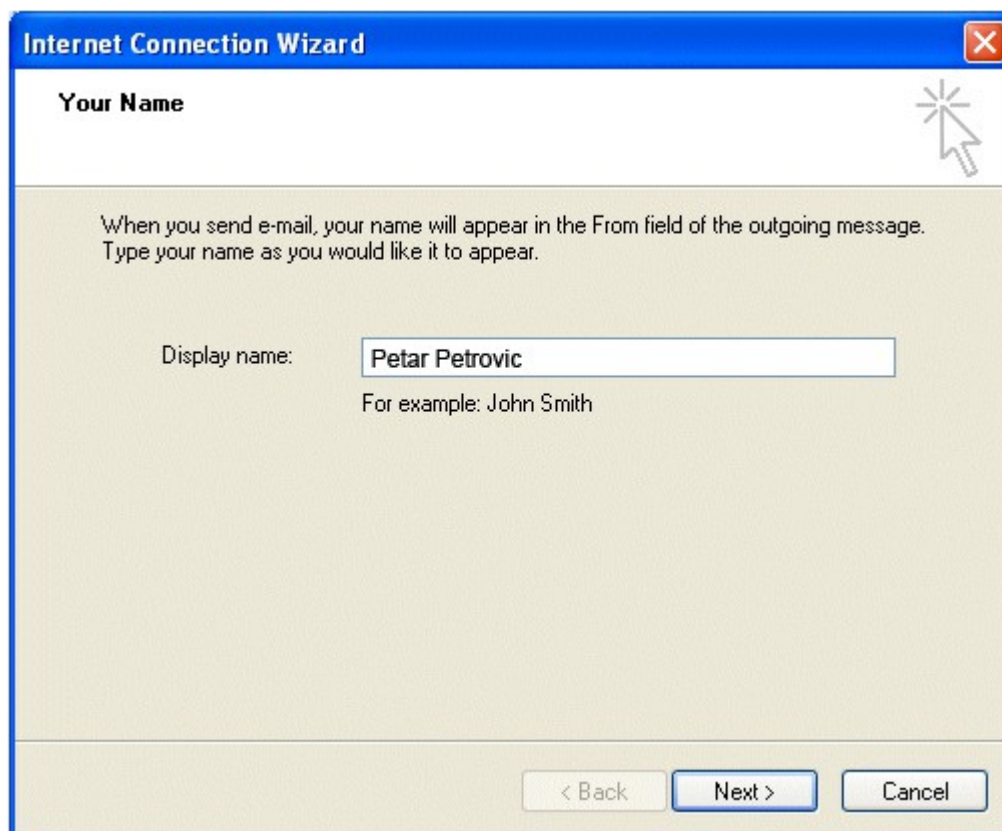 Internet Connection Wizard
Your Name
When you send e-mail, your name will appear in the From field of the outgoing message.
Type your name as you would like it to appear.
Display name: Petar Petrovic
For example: John Smith
< Back Next > Cancel